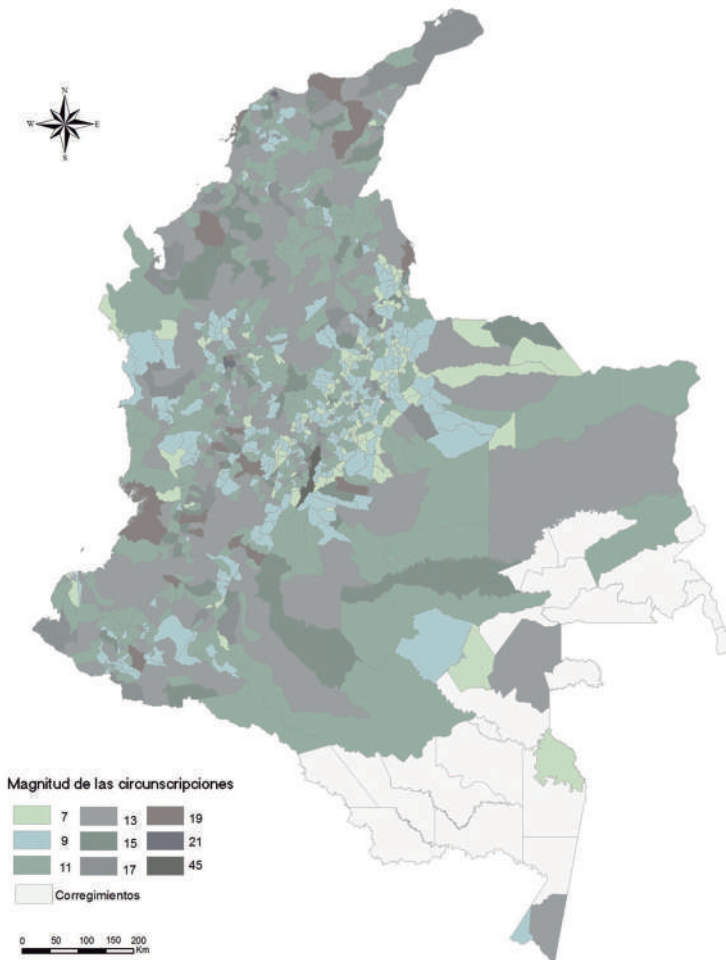 N
W E
S
Magnitud de las circunscripciones
7 13 19
9 15 21
11 17 45
Corregimientos
0 50 100 150 200
Km